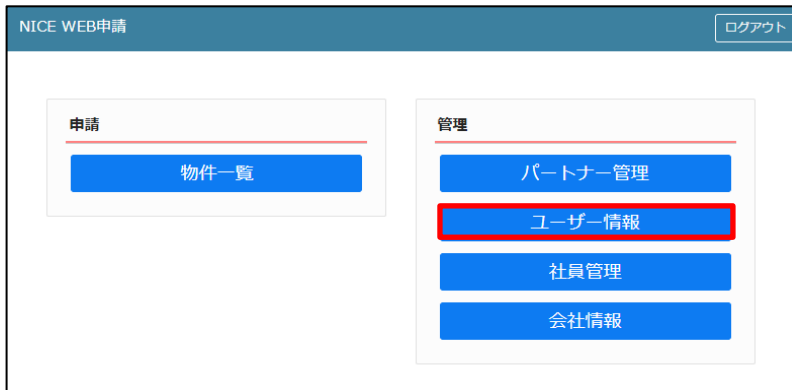 NICE WEB申請
ログアウト
申請
物件一覧
管理
パートナー管理
ユーザー情報
社員管理
会社情報